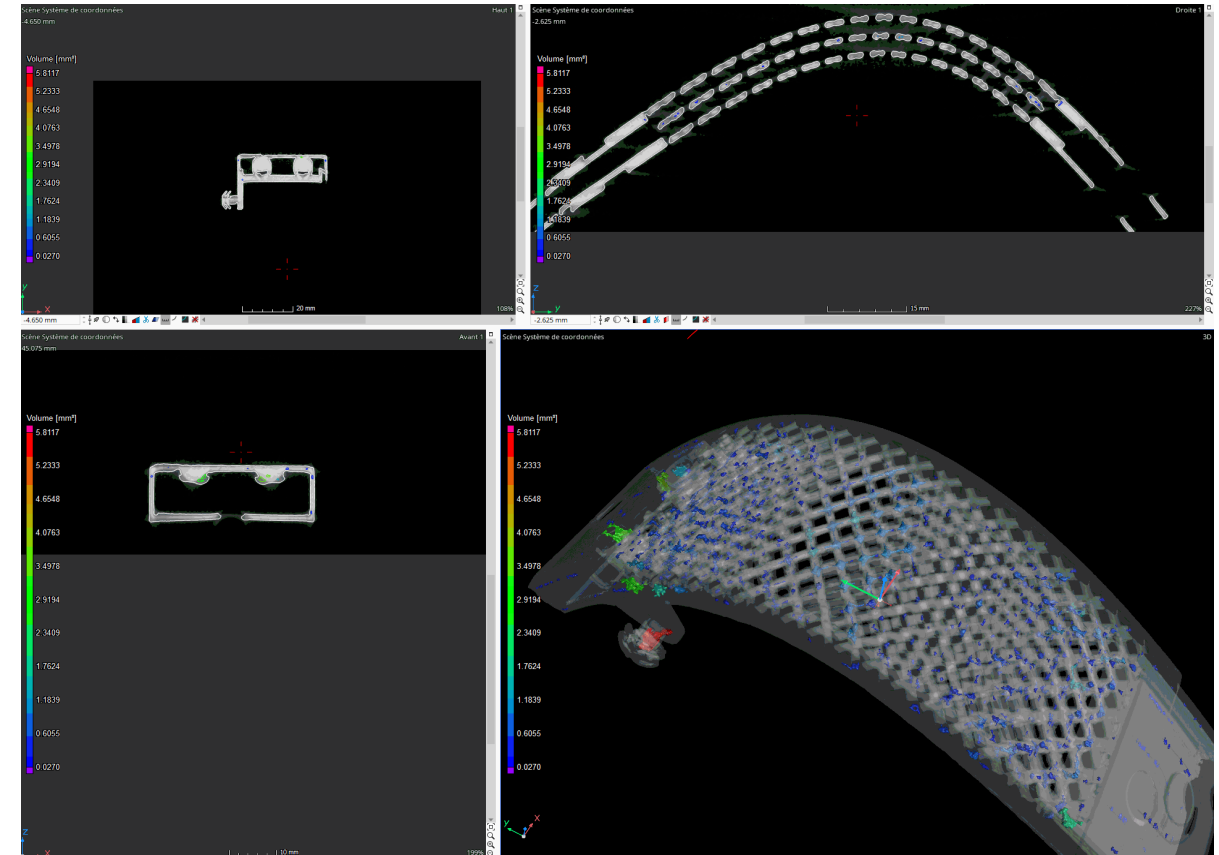 Scène Système de coordonnées Haut 1
-4.650 mm
Volume [mm³]
5.8117
5.2333
4.6548
4.0763
3.4978
2.9194
2.3409
1.7624
1.1839
0.6055
0.0270
y
X
20 mm
108%
-4.650 mm
Scène Système de coordonnées Droite 1
-2.625 mm
Volume [mm³]
5.8117
5.2333
4.6548
4.0763
3.4978
2.9194
2.3409
1.7624
1.1839
0.6055
0.0270
z
y
15 mm
227%
-2.625 mm
Scène Système de coordonnées Avant 1
45.075 mm
Volume [mm³]
5.8117
5.2333
4.6548
4.0763
3.4978
2.9194
2.3409
1.7624
1.1839
0.6055
0.0270
z
X
10 mm
199%
Scène Système de coordonnées 3D
Volume [mm³]
5.8117
5.2333
4.6548
4.0763
3.4978
2.9194
2.3409
1.7624
1.1839
0.6055
0.0270
y
X